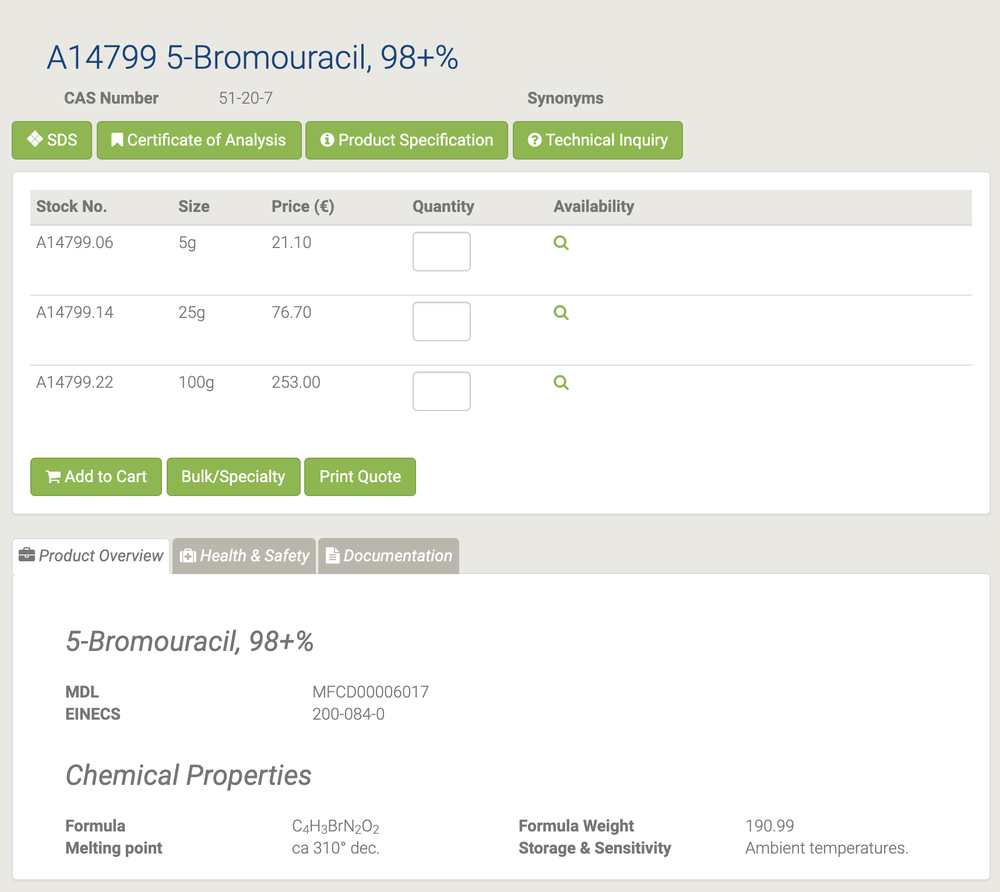 A14799 5-Bromouracil, 98+%
CAS Number 51-20-7 Synonyms
SDS Certificate of Analysis Product Specification Technical Inquiry
Stock No. Size Price (€) Quantity Availability
A14799.06 5g 21.10
A14799.14 25g 76.70
A14799.22 100g 253.00
Add to Cart Bulk/Specialty Print Quote
Product Overview Health & Safety Documentation
5-Bromouracil, 98+%
MDL MFCD00006017
EINECS 200-084-0
Chemical Properties
Formula C₄H₃BrN₂O₂ Formula Weight 190.99
Melting point ca 310° dec. Storage & Sensitivity Ambient temperatures.